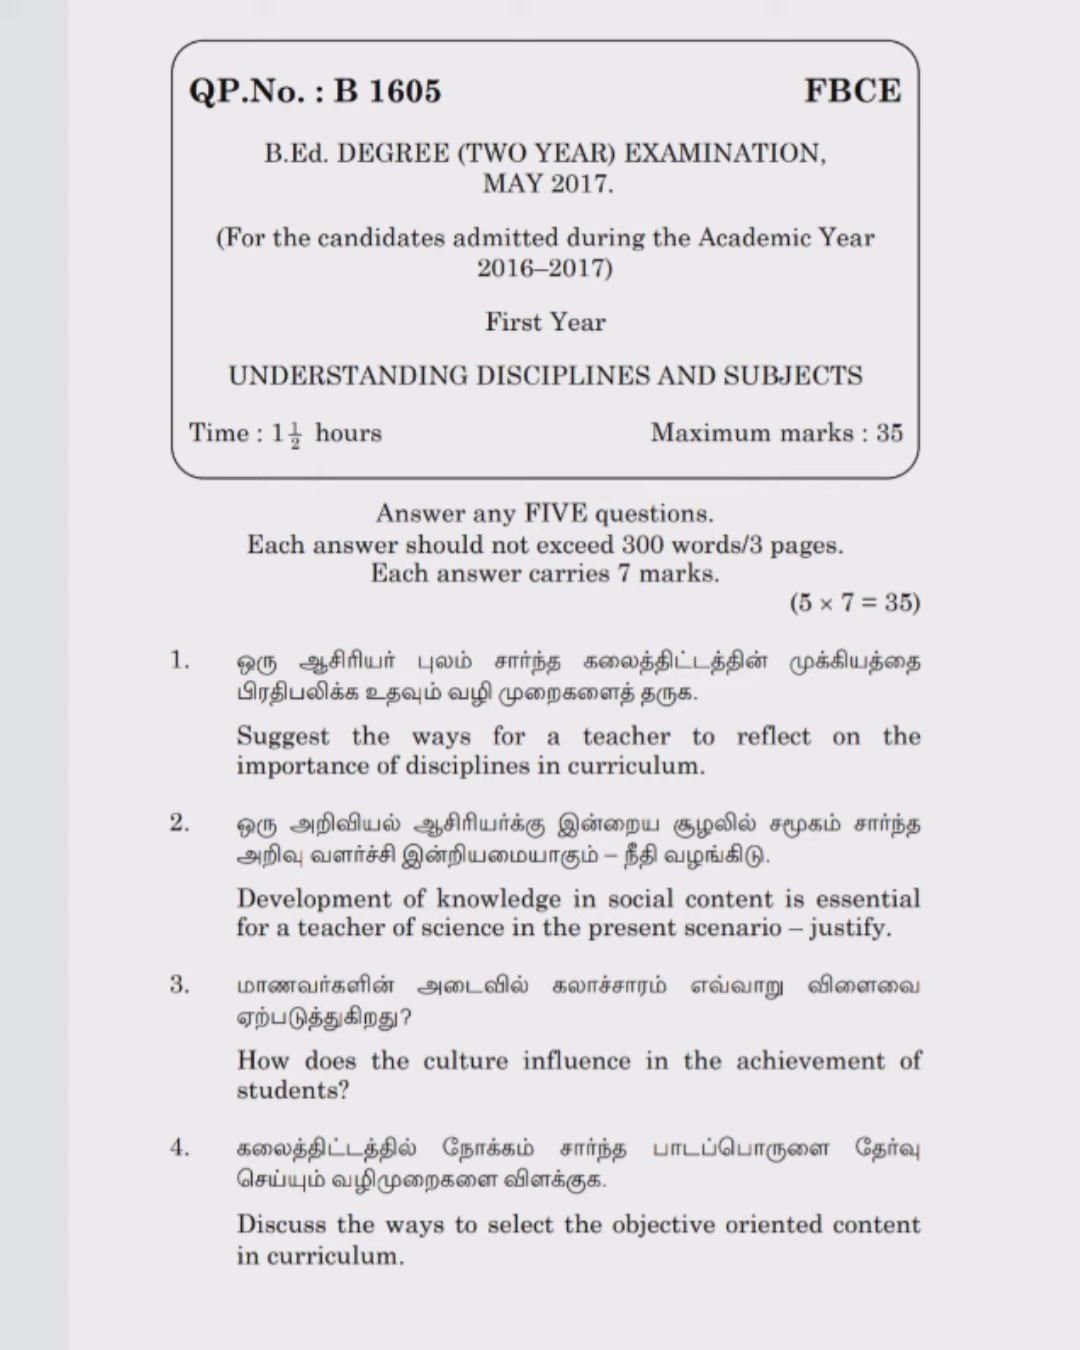 QP.No. : B 1605 FBCE
B.Ed. DEGREE (TWO YEAR) EXAMINATION,
MAY 2017.
(For the candidates admitted during the Academic Year
2016–2017)
First Year
UNDERSTANDING DISCIPLINES AND SUBJECTS
Time : 1 1/2 hours Maximum marks : 35
Answer any FIVE questions.
Each answer should not exceed 300 words/3 pages.
Each answer carries 7 marks.
(5 × 7 = 35)
1. ஒரு ஆசிரியர் புலம் சார்ந்த கலைத்திட்டத்தின் முக்கியத்தை
பிரதிபலிக்க உதவும் வழி முறைகளைத் தருக.
Suggest the ways for a teacher to reflect on the
importance of disciplines in curriculum.
2. ஒரு அறிவியல் ஆசிரியர்க்கு இன்றைய சூழலில் சமூகம் சார்ந்த
அறிவு வளர்ச்சி இன்றியமையாகும் – நீதி வழங்கிடு.
Development of knowledge in social content is essential
for a teacher of science in the present scenario – justify.
3. மாணவர்களின் அடைவில் கலாச்சாரம் எவ்வாறு விளைவை
ஏற்படுத்துகிறது?
How does the culture influence in the achievement of
students?
4. கலைத்திட்டத்தில் நோக்கம் சார்ந்த பாடப்பொருளை தேர்வு
செய்யும் வழிமுறைகளை விளக்குக.
Discuss the ways to select the objective oriented content
in curriculum.